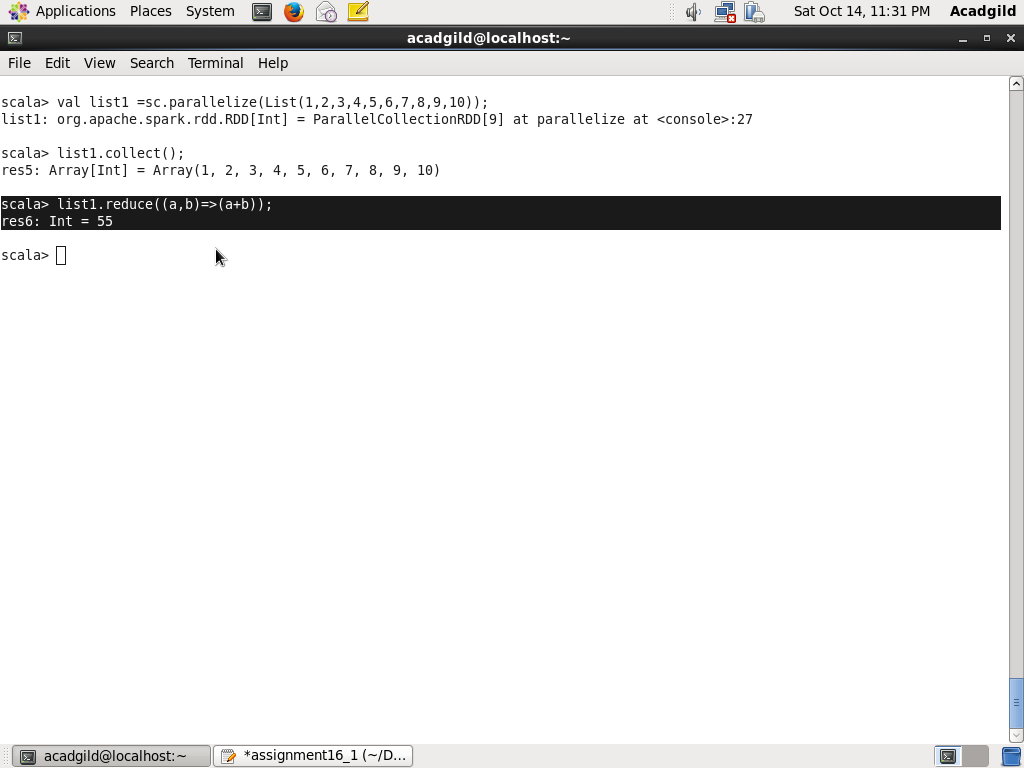 Applications Places System Sat Oct 14, 11:31 PM Acadgild
acadgild@localhost:~
File Edit View Search Terminal Help
scala> val list1 =sc.parallelize(List(1,2,3,4,5,6,7,8,9,10));
list1: org.apache.spark.rdd.RDD[Int] = ParallelCollectionRDD[9] at parallelize at <console>:27
scala> list1.collect();
res5: Array[Int] = Array(1, 2, 3, 4, 5, 6, 7, 8, 9, 10)
scala> list1.reduce((a,b)=>(a+b));
res6: Int = 55
scala>
acadgild@localhost:~ *assignment16_1 (~/D...